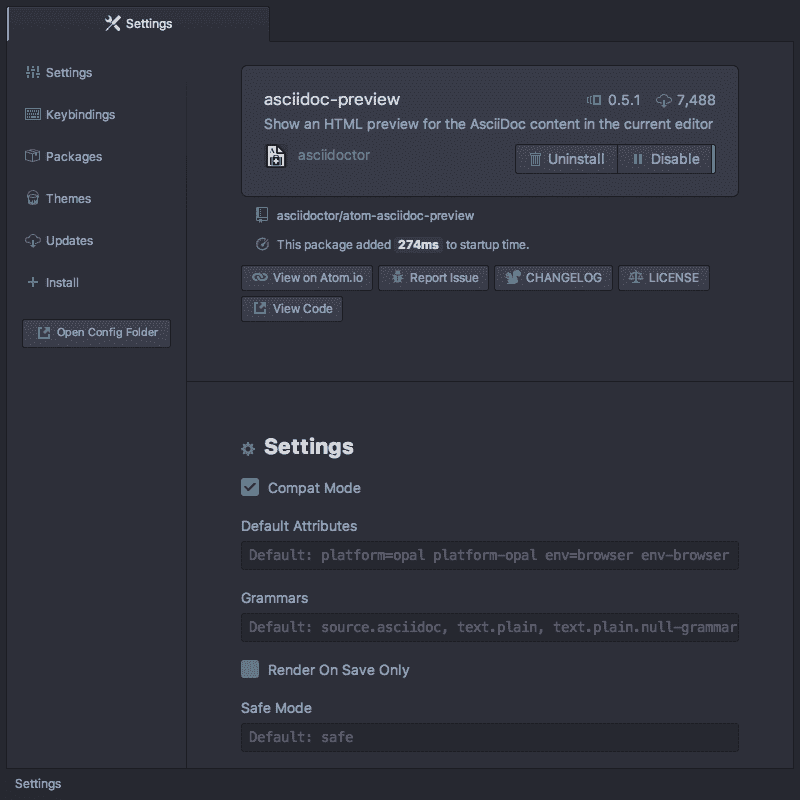 Settings
Settings
Keybindings
Packages
Themes
Updates
Install
Open Config Folder
asciidoc-preview 0.5.1 7,488
Show an HTML preview for the AsciiDoc content in the current editor
asciidoctor Uninstall Disable
asciidoctor/atom-asciidoc-preview
This package added 274ms to startup time.
View on Atom.io Report Issue CHANGELOG LICENSE
View Code
Settings
Compat Mode
Default Attributes
Default: platform=opal platform-opal env=browser env-browser
Grammars
Default: source.asciidoc, text.plain, text.plain.null-grammar
Render On Save Only
Safe Mode
Default: safe
Settings